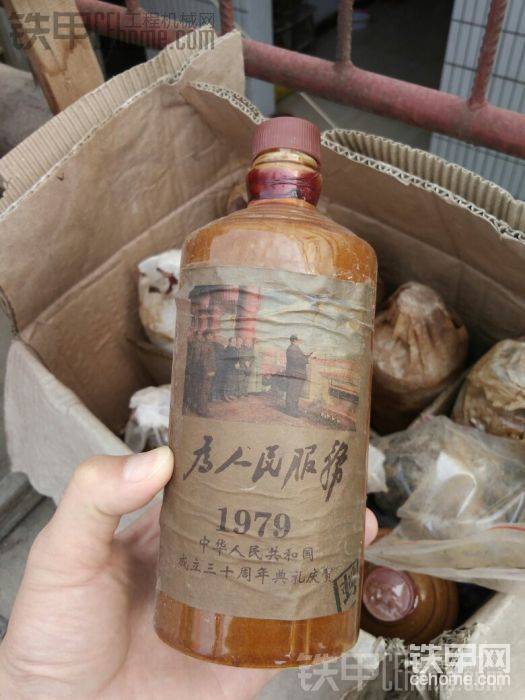 铁甲 工程机械网
cehome.com
为人民服务
1979
中华人民共和国
成立三十周年典礼庆贺
铁甲网
cehome.com